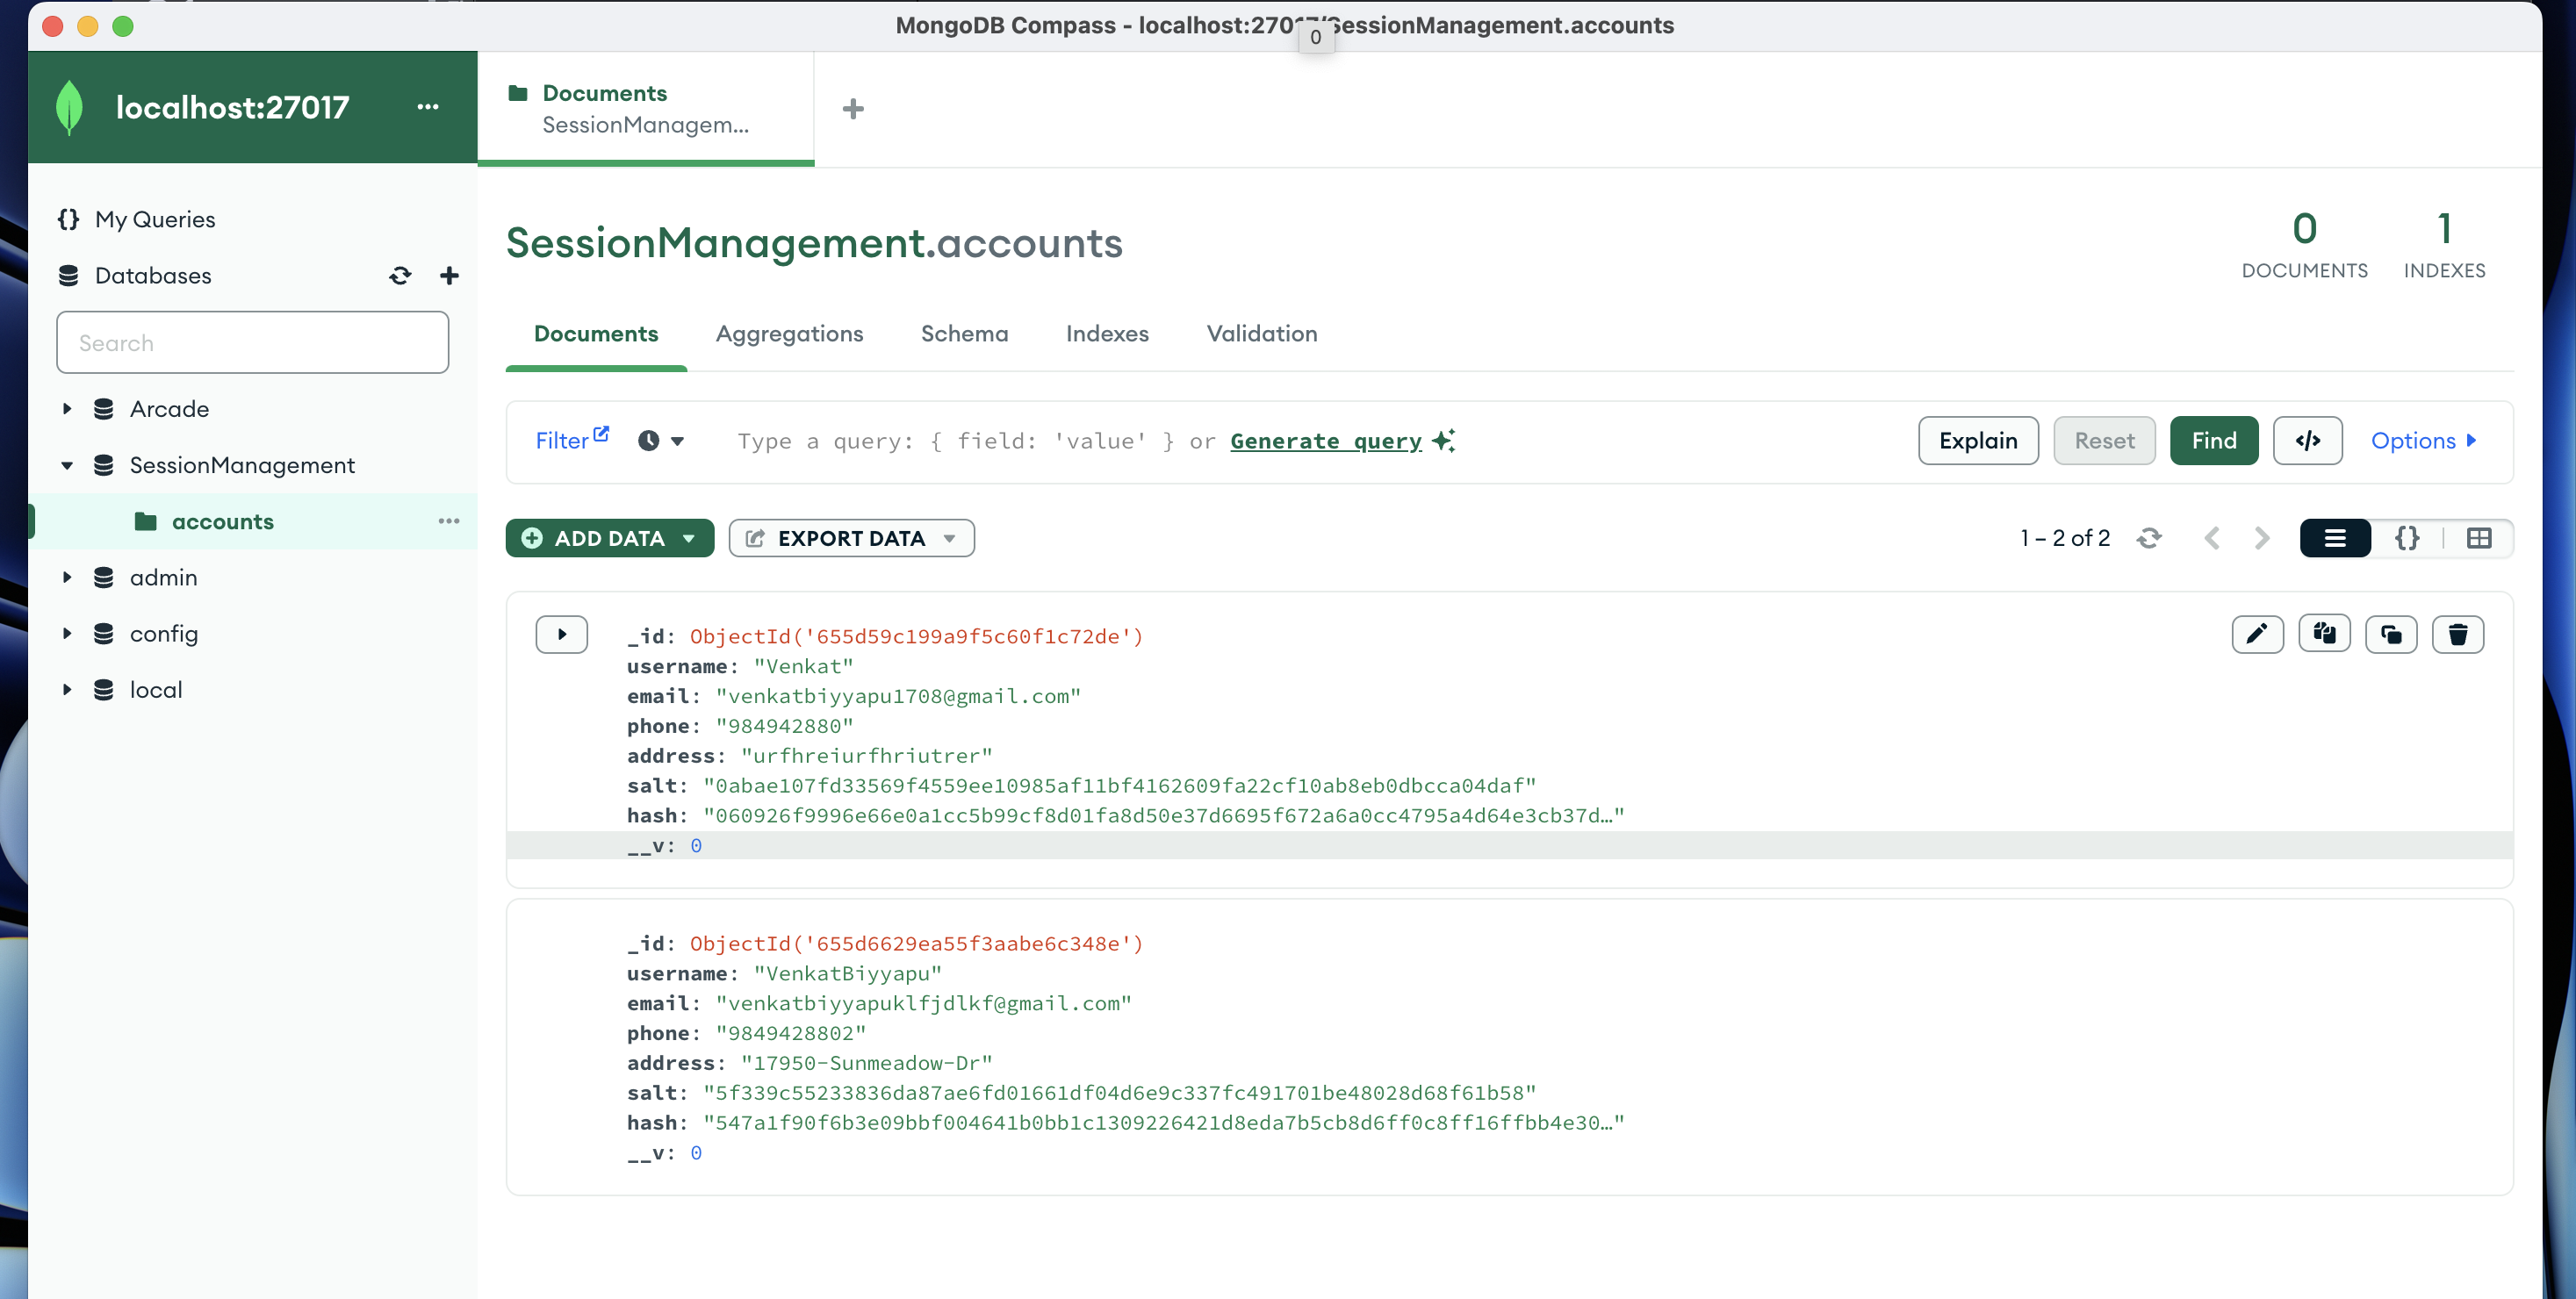 MongoDB Compass - localhost:27017/SessionManagement.accounts
0
localhost:27017
Documents
SessionManagem...
My Queries
Databases
Search
Arcade
SessionManagement
accounts
admin
config
local
SessionManagement.accounts
0
DOCUMENTS
1
INDEXES
Documents Aggregations Schema Indexes Validation
Filter Type a query: { field: 'value' } or Generate query Explain Reset Find </> Options
ADD DATA EXPORT DATA 1 – 2 of 2 {}
_id: ObjectId('655d59c199a9f5c60f1c72de')
username: "Venkat"
email: "venkatbiyyapu1708@gmail.com"
phone: "984942880"
address: "urfhreiurfhriutrer"
salt: "0abae107fd33569f4559ee10985af11bf4162609fa22cf10ab8eb0dbcca04daf"
hash: "060926f9996e66e0a1cc5b99cf8d01fa8d50e37d6695f672a6a0cc4795a4d64e3cb37d…"
__v: 0
_id: ObjectId('655d6629ea55f3aabe6c348e')
username: "VenkatBiyyapu"
email: "venkatbiyyapuklfjdlkf@gmail.com"
phone: "9849428802"
address: "17950-Sunmeadow-Dr"
salt: "5f339c55233836da87ae6fd01661df04d6e9c337fc491701be48028d68f61b58"
hash: "547a1f90f6b3e09bbf004641b0bb1c1309226421d8eda7b5cb8d6ff0c8ff16ffbb4e30…"
__v: 0